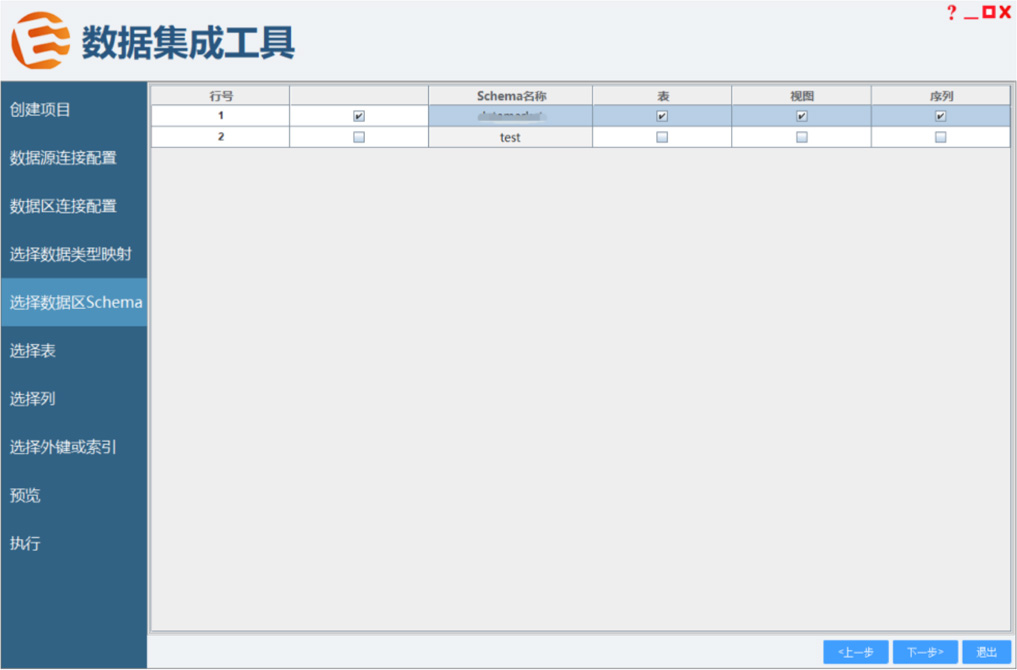 ?
数据集成工具
创建项目
数据源连接配置
数据区连接配置
选择数据类型映射
选择数据区Schema
选择表
选择列
选择外键或索引
预览
执行
行号 Schema名称 表 视图 序列
1
2 test
<上一步 下一步> 退出